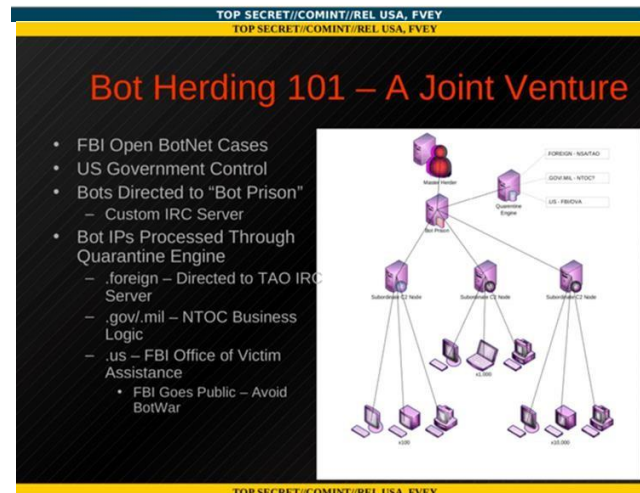 TOP SECRET//COMINT//REL USA, FVEY
TOP SECRET//COMINT//REL USA, FVEY
Bot Herding 101 – A Joint Venture
• FBI Open BotNet Cases
• US Government Control
• Bots Directed to “Bot Prison”
– Custom IRC Server
• Bot IPs Processed Through
Quarantine Engine
– .foreign – Directed to TAO IRC
Server
– .gov/.mil – NTOC Business
Logic
– .us – FBI Office of Victim
Assistance
• FBI Goes Public – Avoid
BotWar
Master Herder
FOREIGN - NSA/TAO
GOV/MIL - NTOC?
US - FBI/OVA
Quarantine
Engine
Bot Prison
Subordinate C2 Node
Subordinate C2 Node
Subordinate C2 Node
x1,000
x100
x10,000
TOP SECRET//COMINT//REL USA, FVEY